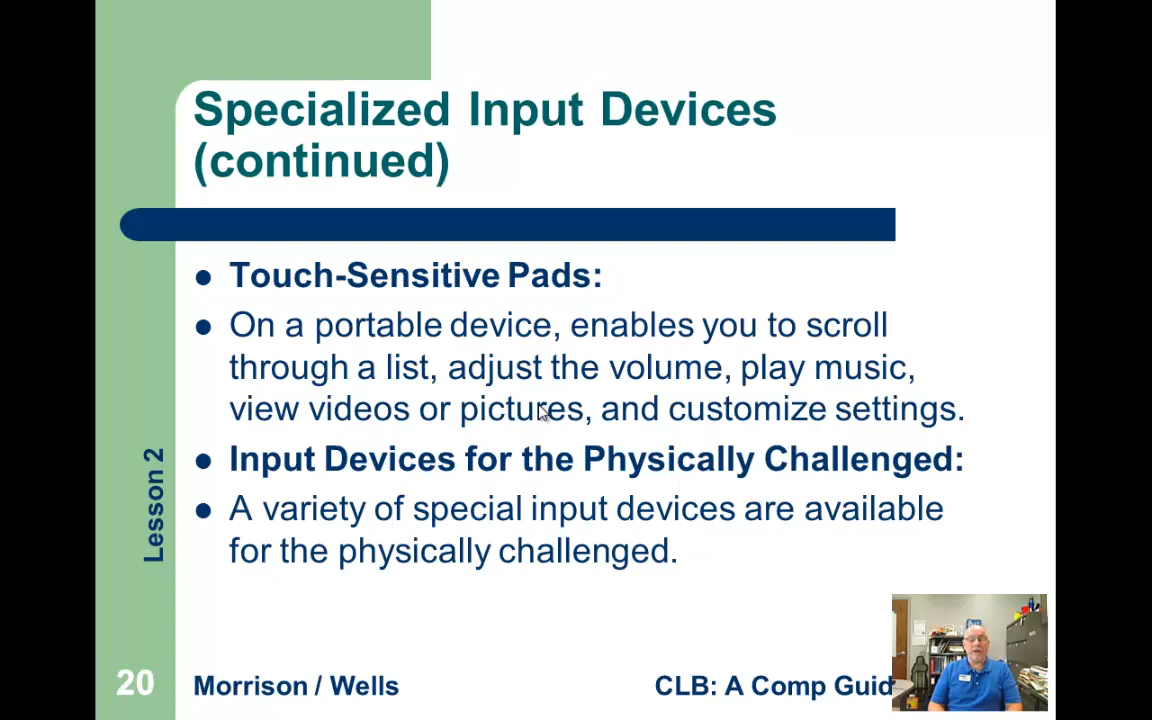 Specialized Input Devices
(continued)
Touch-Sensitive Pads:
On a portable device, enables you to scroll
through a list, adjust the volume, play music,
view videos or pictures, and customize settings.
Input Devices for the Physically Challenged:
A variety of special input devices are available
for the physically challenged.
Lesson 2
20
Morrison / Wells
CLB: A Comp Guid